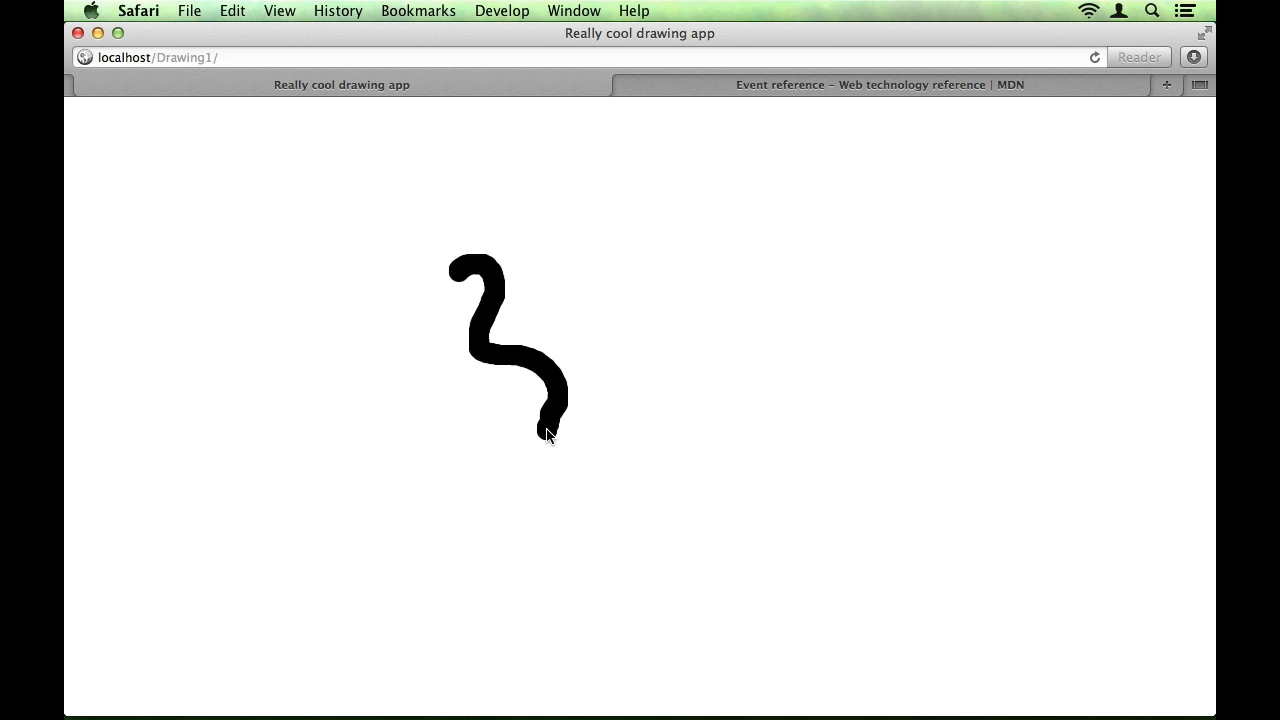 Safari File Edit View History Bookmarks Develop Window Help
Really cool drawing app
localhost/Drawing1/ Reader
Really cool drawing app Event reference - Web technology reference | MDN +